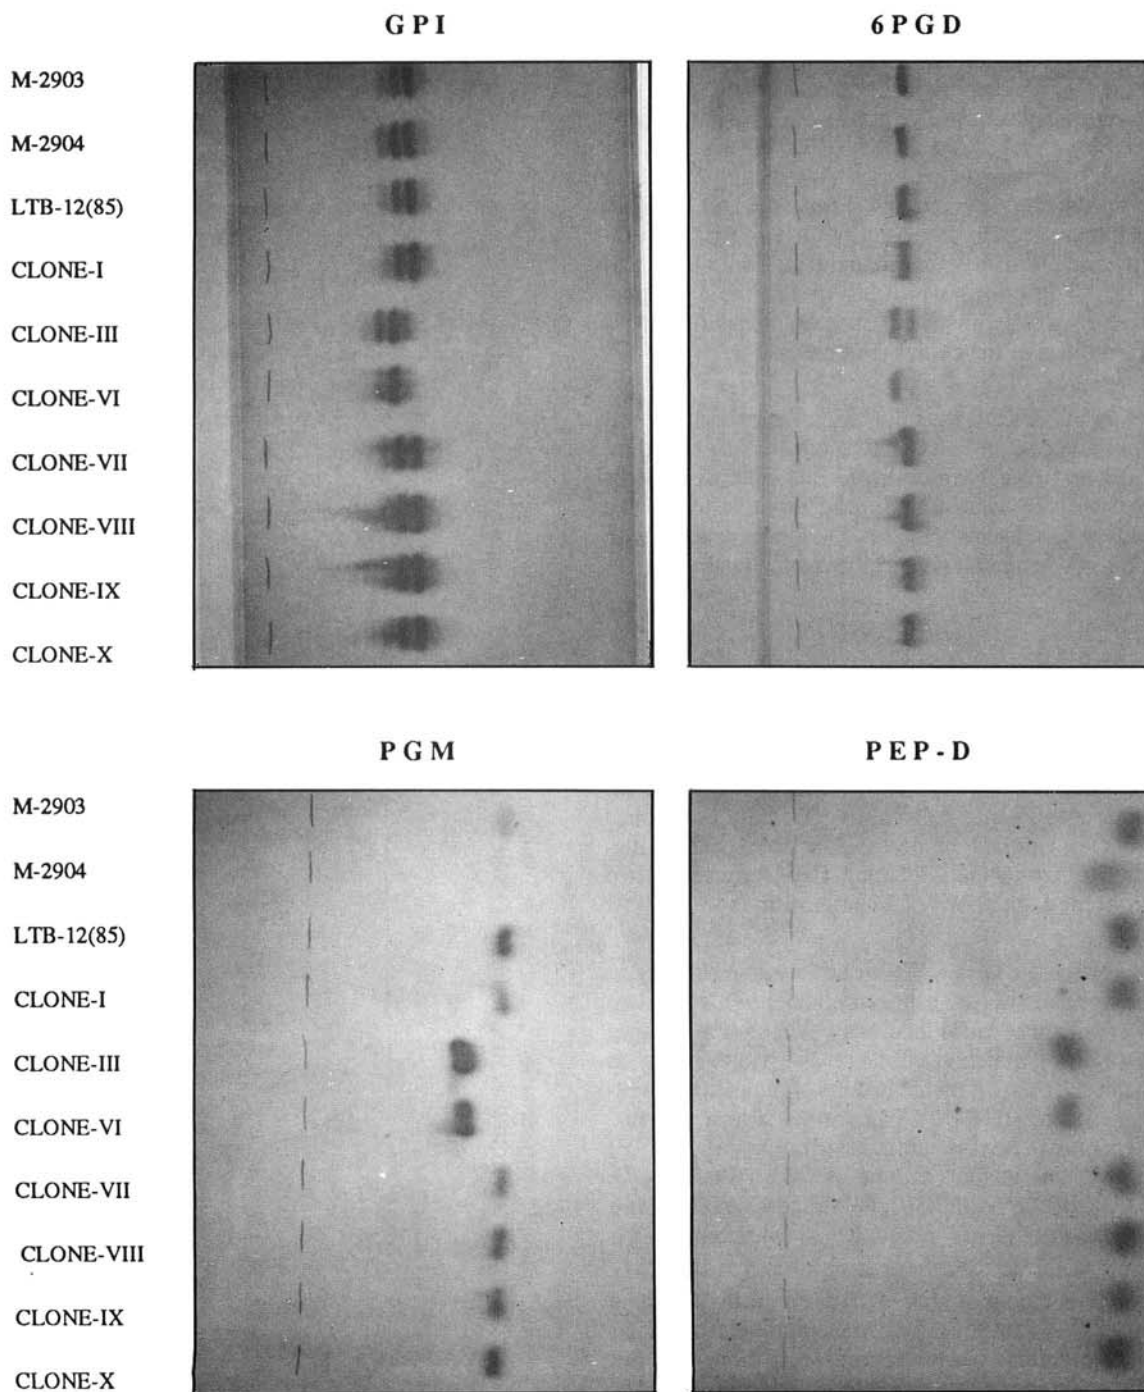 GPI 6PGD
M-2903
M-2904
LTB-12(85)
CLONE-I
CLONE-III
CLONE-VI
CLONE-VII
CLONE-VIII
CLONE-IX
CLONE-X
PGM PEP-D
M-2903
M-2904
LTB-12(85)
CLONE-I
CLONE-III
CLONE-VI
CLONE-VII
CLONE-VIII
CLONE-IX
CLONE-X